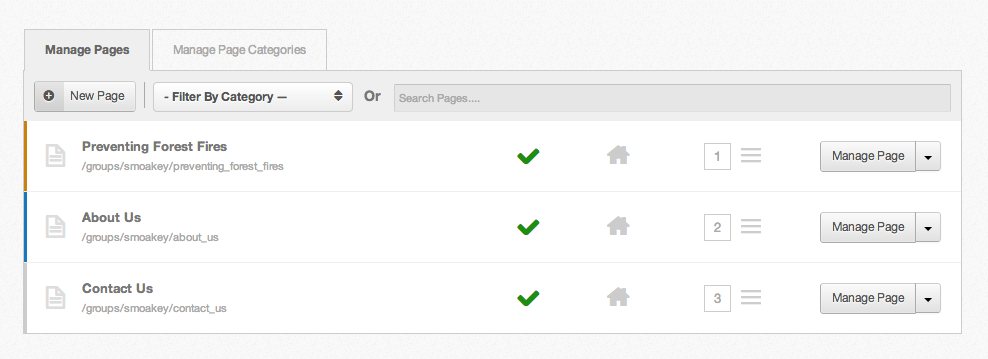 Manage Pages
Manage Page Categories
New Page
- Filter By Category —
Or
Search Pages....
Preventing Forest Fires
/groups/smoakey/preventing_forest_fires
1
Manage Page
About Us
/groups/smoakey/about_us
2
Manage Page
Contact Us
/groups/smoakey/contact_us
3
Manage Page